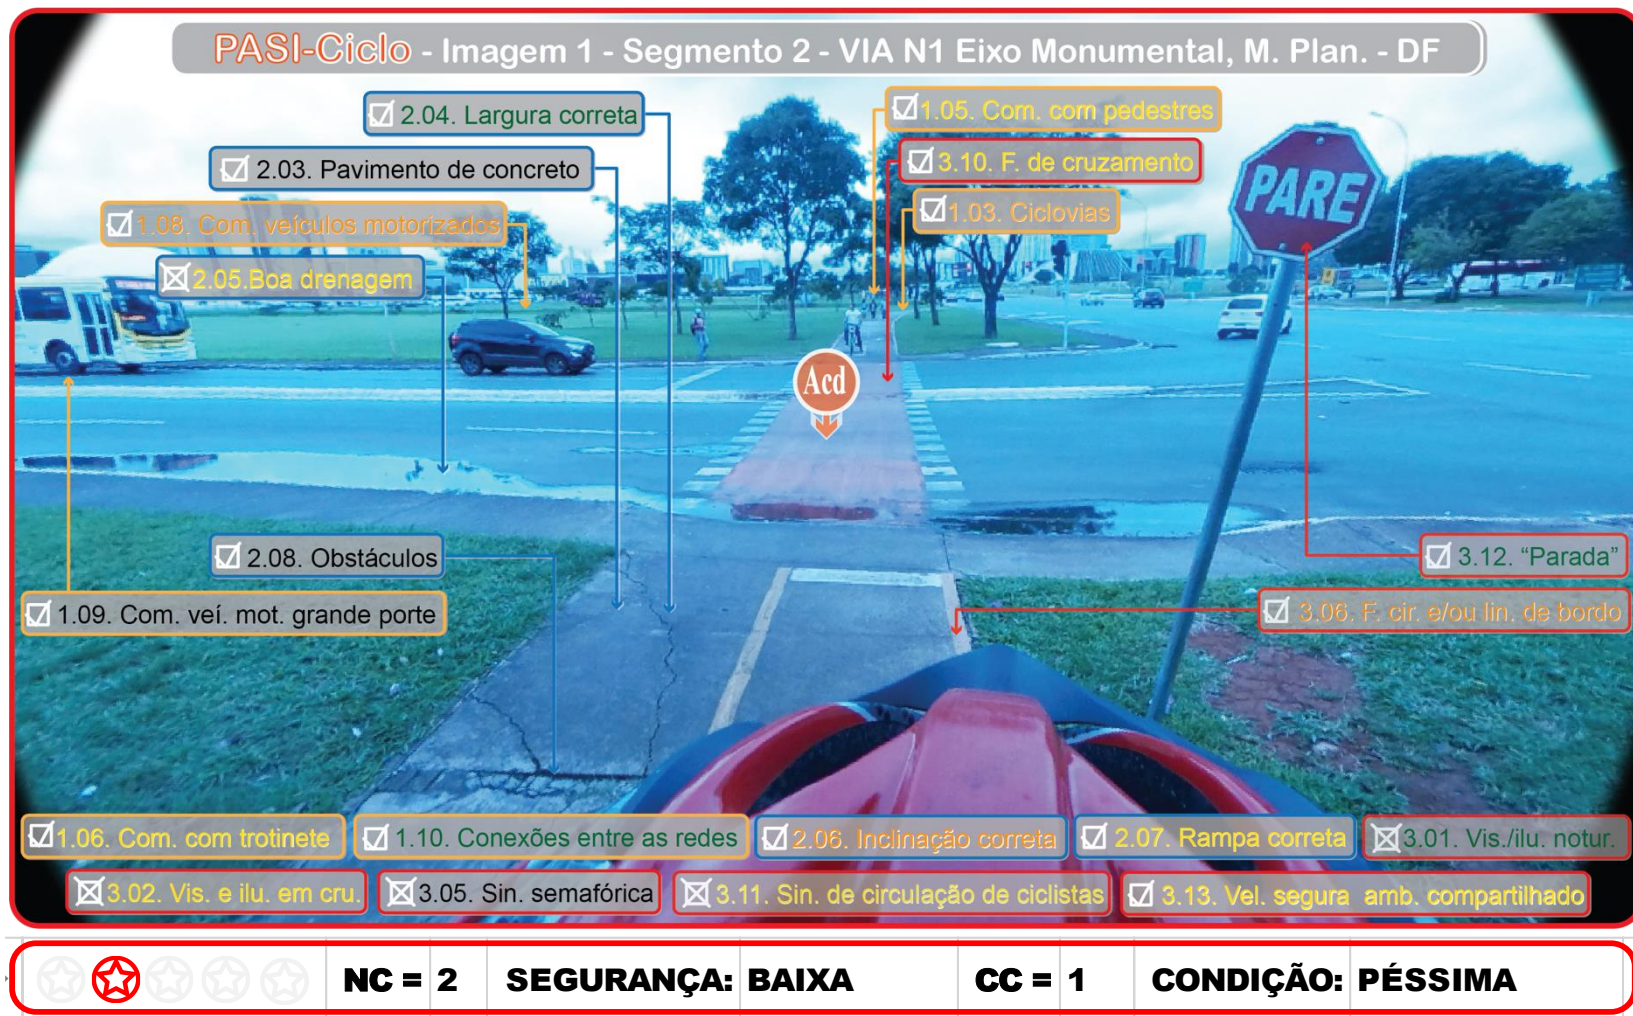 PASI-Ciclo - Imagem 1 - Segmento 2 - VIA N1 Eixo Monumental, M. Plan. - DF
2.04. Largura correta
1.05. Com. com pedestres
2.03. Pavimento de concreto
3.10. F. de cruzamento
1.08. Com. veículos motorizados
1.03. Ciclovias
PARE
2.05.Boa drenagem
Acd
2.08. Obstáculos
3.12. “Parada”
1.09. Com. veí. mot. grande porte
3.06. F. cir. e/ou lin. de bordo
1.06. Com. com trotinete
1.10. Conexões entre as redes
2.06. Inclinação correta
2.07. Rampa correta
3.01. Vis./ilu. notur.
3.02. Vis. e ilu. em cru.
3.05. Sin. semafórica
3.11. Sin. de circulação de ciclistas
3.13. Vel. segura amb. compartilhado
NC = 2 SEGURANÇA: BAIXA CC = 1 CONDIÇÃO: PÉSSIMA